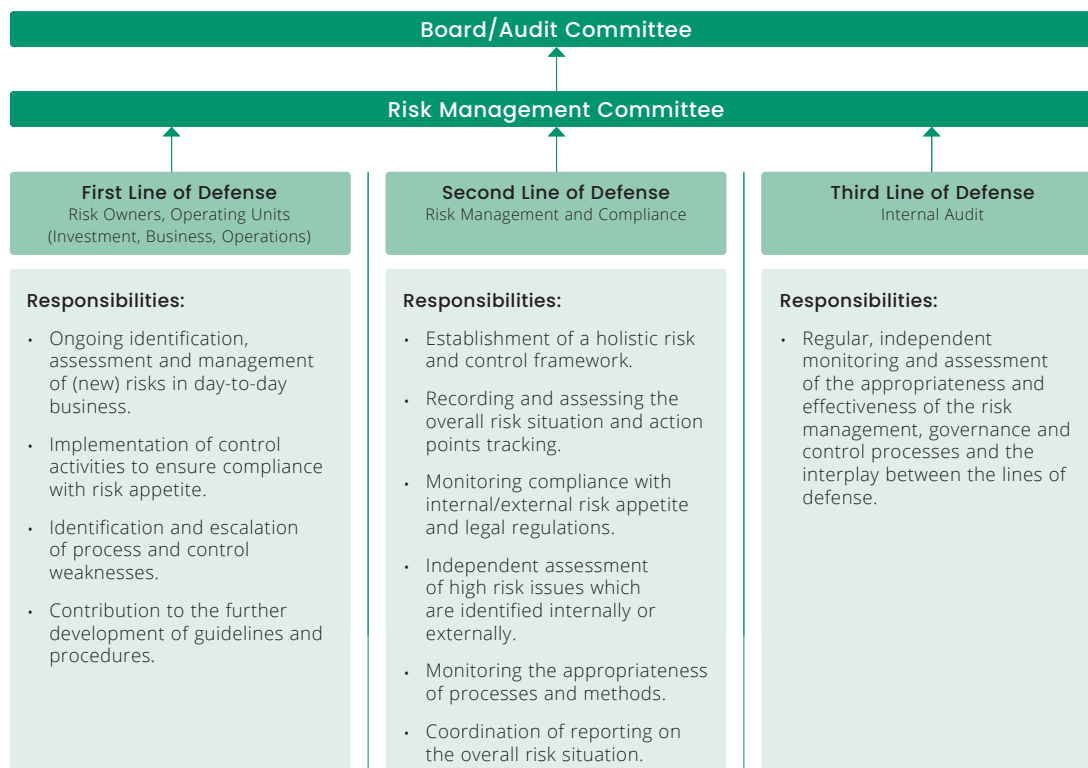 Board/Audit Committee
Risk Management Committee
First Line of Defense
Risk Owners, Operating Units
(Investment, Business, Operations)
Responsibilities:
• Ongoing identification,
assessment and management
of (new) risks in day-to-day
business.
• Implementation of control
activities to ensure compliance
with risk appetite.
• Identification and escalation
of process and control
weaknesses.
• Contribution to the further
development of guidelines and
procedures.
Second Line of Defense
Risk Management and Compliance
Responsibilities:
• Establishment of a holistic risk
and control framework.
• Recording and assessing the
overall risk situation and action
points tracking.
• Monitoring compliance with
internal/external risk appetite
and legal regulations.
• Independent assessment
of high risk issues which
are identified internally or
externally.
• Monitoring the appropriateness
of processes and methods.
• Coordination of reporting on
the overall risk situation.
Third Line of Defense
Internal Audit
Responsibilities:
• Regular, independent
monitoring and assessment
of the appropriateness and
effectiveness of the risk
management, governance and
control processes and the
interplay between the lines of
defense.